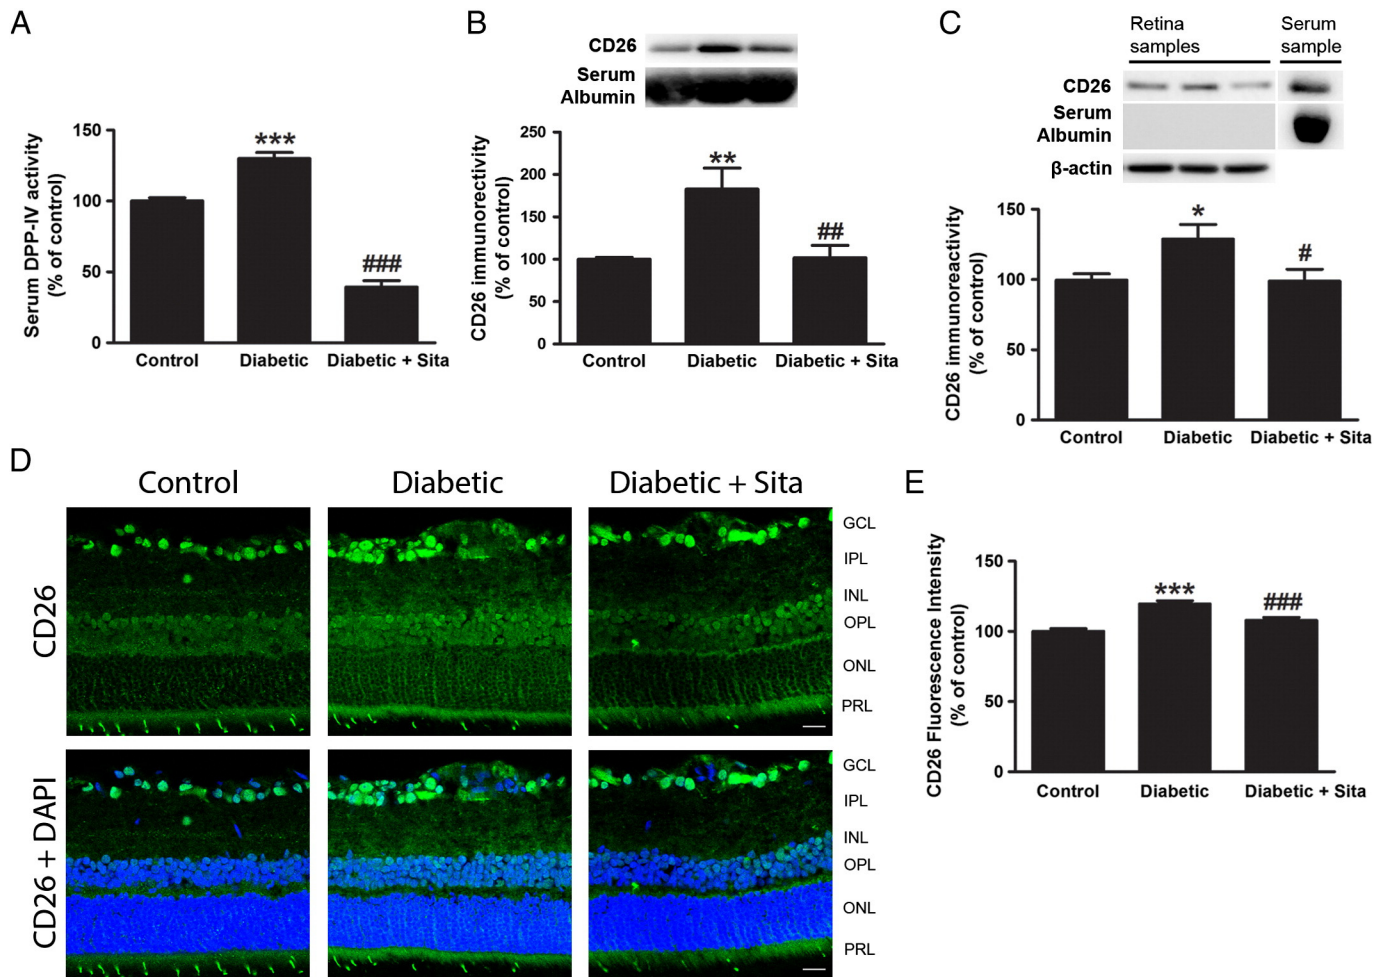 A
Serum DPP-IV activity
(% of control)
150
100
50
0
***
###
Control
Diabetic
Diabetic + Sita
B
CD26
Serum
Albumin
CD26 immunorectivity
(% of control)
250
200
150
100
50
0
**
##
Control
Diabetic
Diabetic + Sita
C
Retina
samples
Serum
sample
CD26
Serum
Albumin
β-actin
CD26 immunoreactivity
(% of control)
150
100
50
0
*
#
Control
Diabetic
Diabetic + Sita
D
Control
Diabetic
Diabetic + Sita
CD26
GCL
IPL
INL
OPL
ONL
PRL
CD26 + DAPI
GCL
IPL
INL
OPL
ONL
PRL
E
CD26 Fluorescence Intensity
(% of control)
150
100
50
0
***
###
Control
Diabetic
Diabetic + Sita